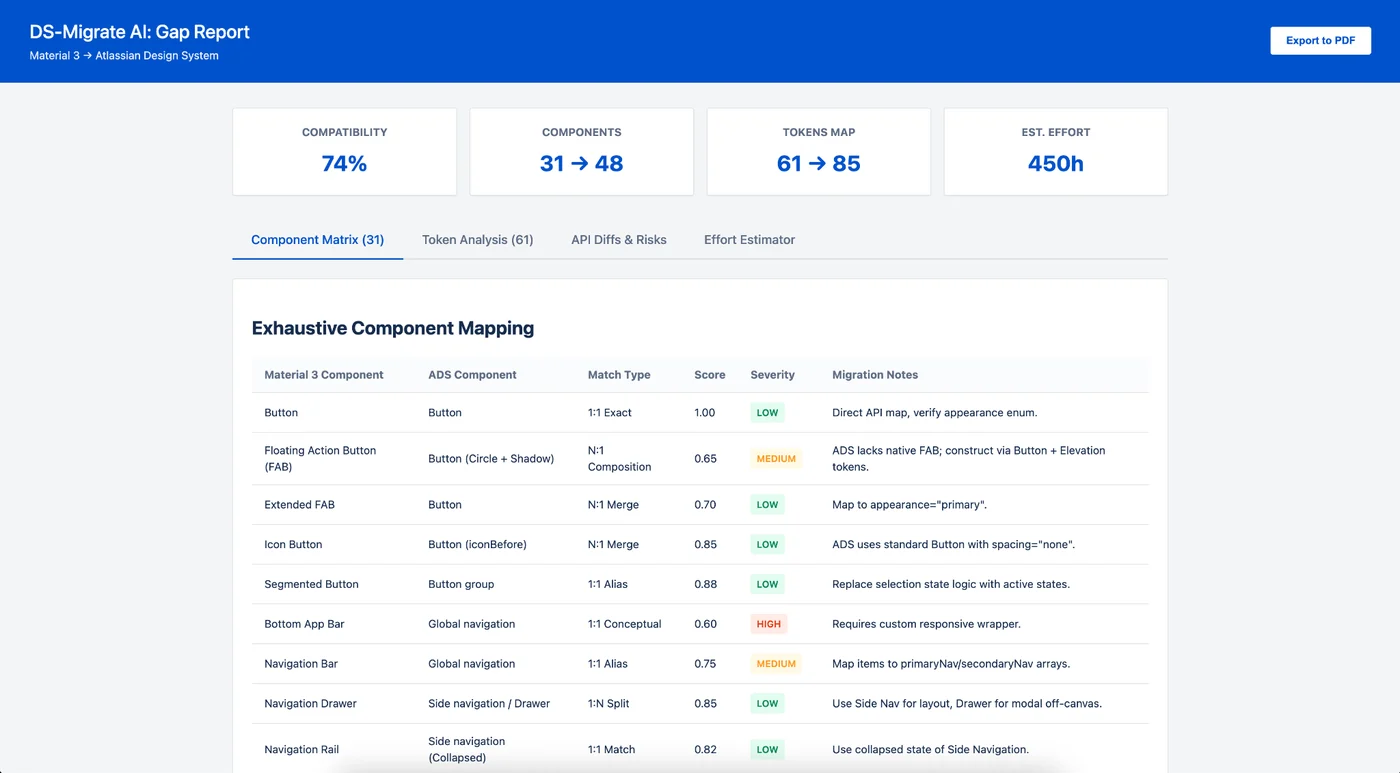 DS-Migrate AI: Gap Report
Material 3 → Atlassian Design System
Export to PDF
COMPATIBILITY
74%
COMPONENTS
31 → 48
TOKENS MAP
61 → 85
EST. EFFORT
450h
Component Matrix (31) Token Analysis (61) API Diffs & Risks Effort Estimator
Exhaustive Component Mapping
Material 3 Component ADS Component Match Type Score Severity Migration Notes
Button Button 1:1 Exact 1.00 LOW Direct API map, verify appearance enum.
Floating Action Button
(FAB)
Button (Circle + Shadow)
N:1
Composition
0.65 MEDIUM
ADS lacks native FAB; construct via Button + Elevation
tokens.
Extended FAB Button N:1 Merge 0.70 LOW Map to appearance="primary".
Icon Button Button (iconBefore) N:1 Merge 0.85 LOW ADS uses standard Button with spacing="none".
Segmented Button Button group 1:1 Alias 0.88 LOW Replace selection state logic with active states.
Bottom App Bar Global navigation 1:1 Conceptual 0.60 HIGH Requires custom responsive wrapper.
Navigation Bar Global navigation 1:1 Alias 0.75 MEDIUM Map items to primaryNav/secondaryNav arrays.
Navigation Drawer Side navigation / Drawer 1:N Split 0.85 LOW Use Side Nav for layout, Drawer for modal off-canvas.
Navigation Rail
Side navigation
(Collapsed)
1:1 Match 0.82 LOW Use collapsed state of Side Navigation.